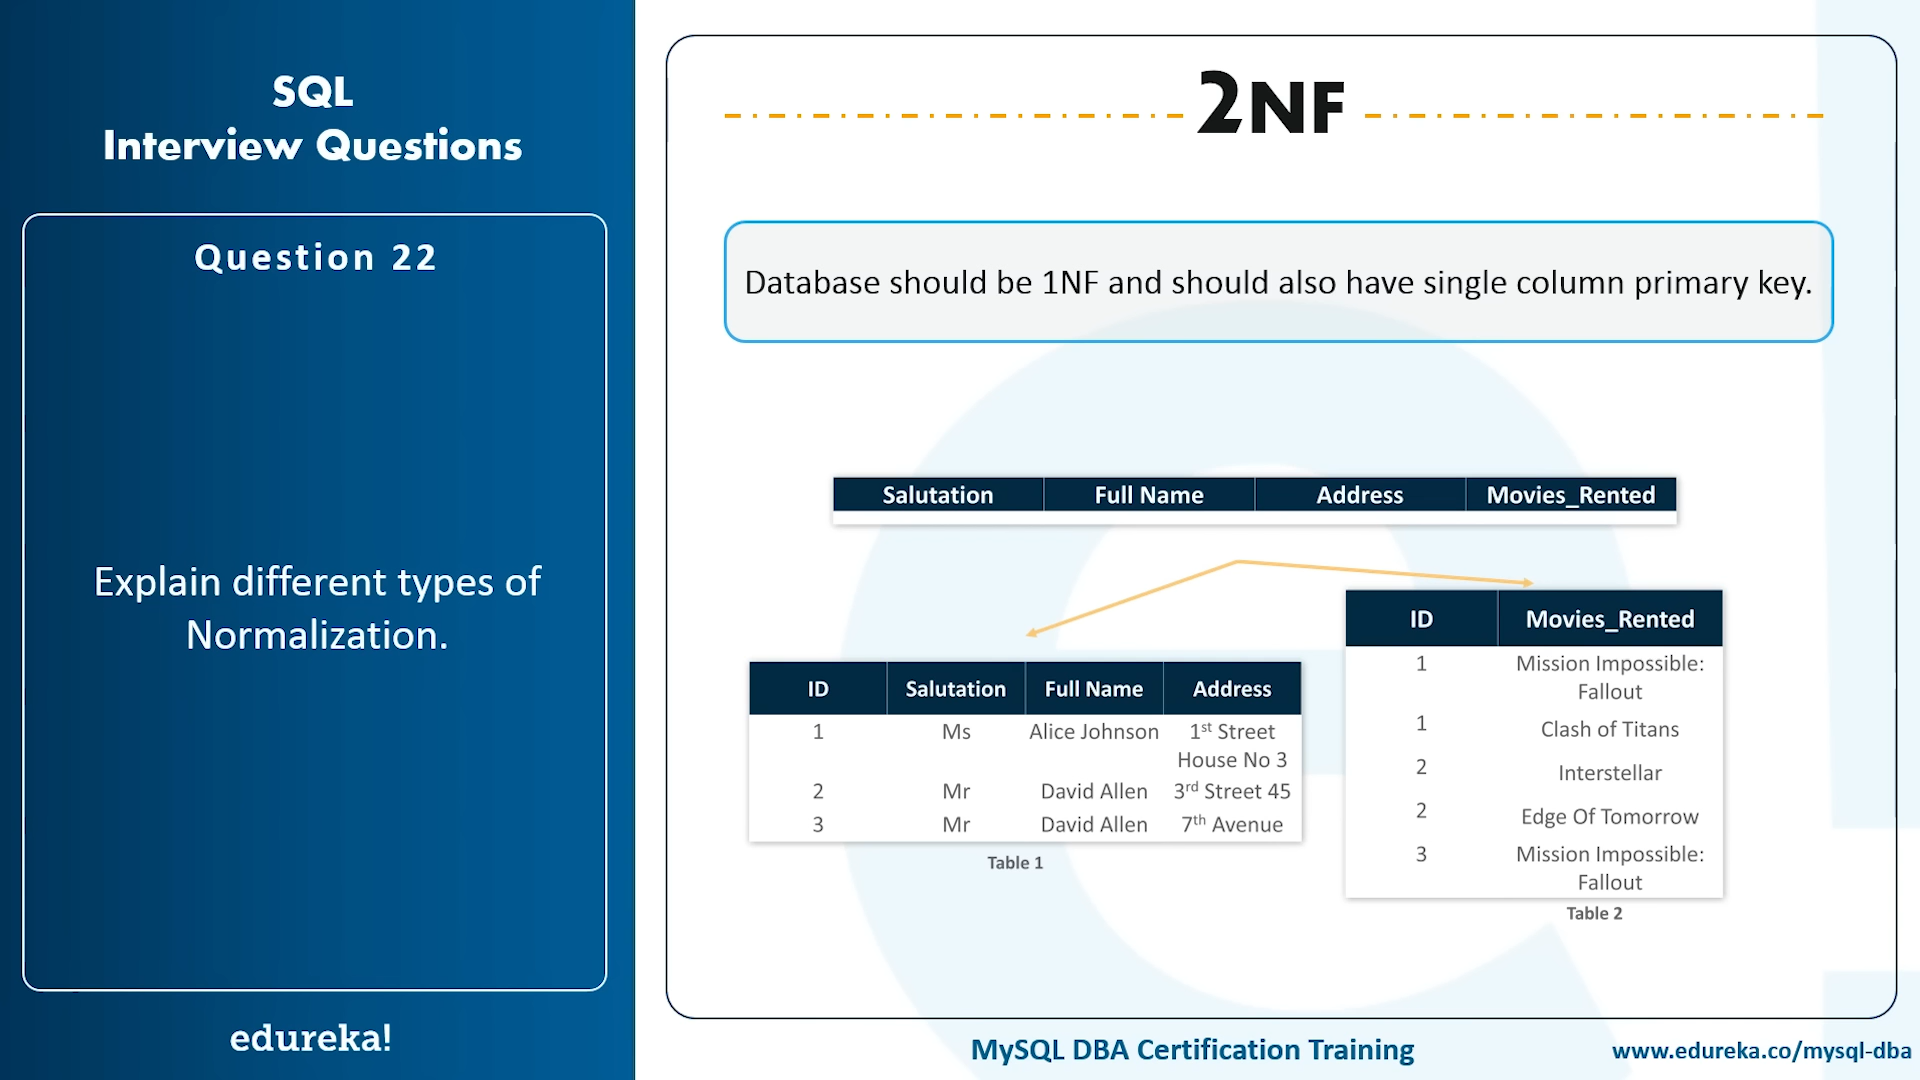 SQL
Interview Questions
Question 22
Explain different types of
Normalization.
edureka!
2NF
Database should be 1NF and should also have single column primary key.
Salutation Full Name Address Movies_Rented
ID Salutation Full Name Address
1 Ms Alice Johnson 1st Street
House No 3
2 Mr David Allen 3rd Street 45
3 Mr David Allen 7th Avenue
Table 1
ID Movies_Rented
1 Mission Impossible:
Fallout
1 Clash of Titans
2 Interstellar
2 Edge Of Tomorrow
3 Mission Impossible:
Fallout
Table 2
MySQL DBA Certification Training
www.edureka.co/mysql-dba